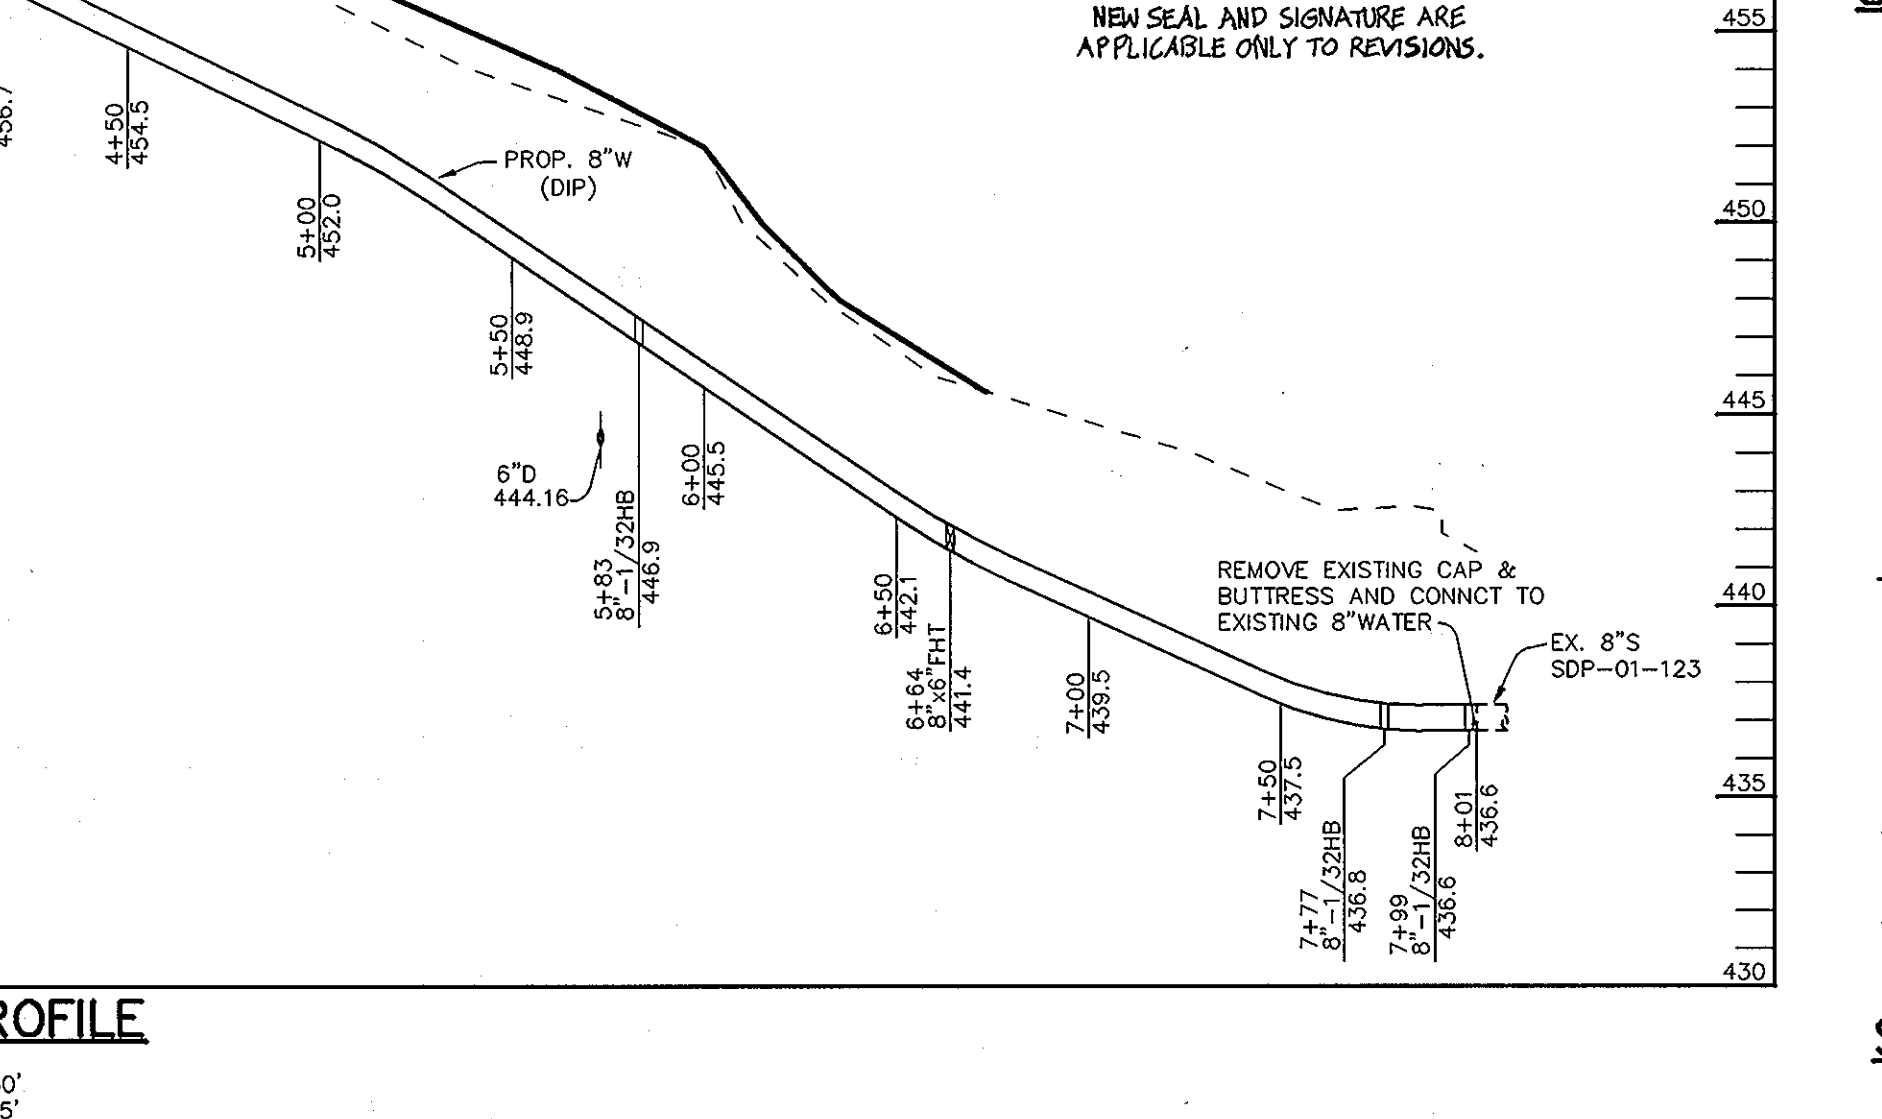 NEW SEAL AND SIGNATURE ARE
APPLICABLE ONLY TO REVISIONS.
455
450
445
440
435
430
456.7
4+50
454.5
5+00
452.0
PROP. 8"W
(DIP)
5+50
448.9
6"D
444.16
5+83
8"-1/32HB
446.9
6+00
445.5
6+50
442.1
6+64
8"x6"FHT
441.4
7+00
439.5
REMOVE EXISTING CAP &
BUTTRESS AND CONNCT TO
EXISTING 8"WATER
EX. 8"S
SDP-01-123
7+50
437.5
7+77
8"-1/32HB
436.8
7+99
8"-1/32HB
436.6
8+01
436.6
ROFILE
0'
5'